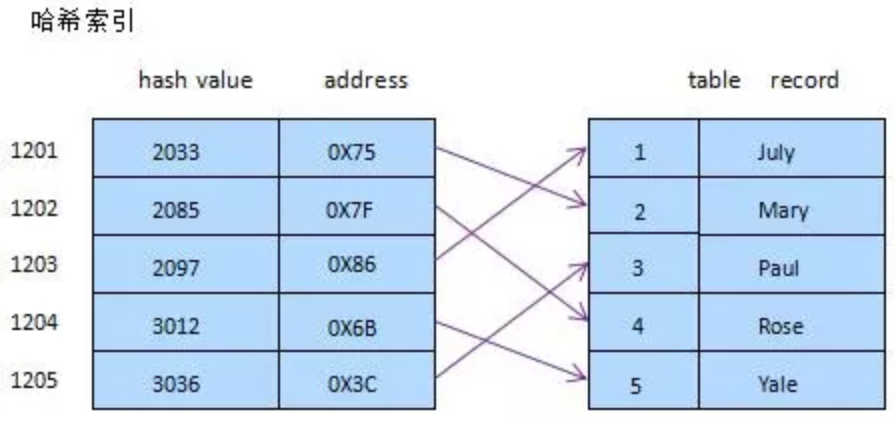 哈希索引
hash value address table record
1201 2033 0X75 1 July
1202 2085 0X7F 2 Mary
1203 2097 0X86 3 Paul
1204 3012 0X6B 4 Rose
1205 3036 0X3C 5 Yale